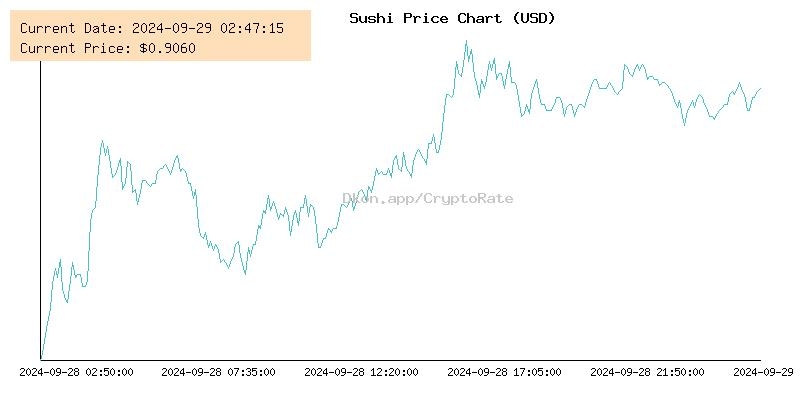 Sushi Price Chart (USD)
Current Date: 2024-09-29 02:47:15
Current Price: $0.9060
Dkon.app/CryptoRate
2024-09-28 02:50:00 2024-09-28 07:35:00 2024-09-28 12:20:00 2024-09-28 17:05:00 2024-09-28 21:50:00 2024-09-29